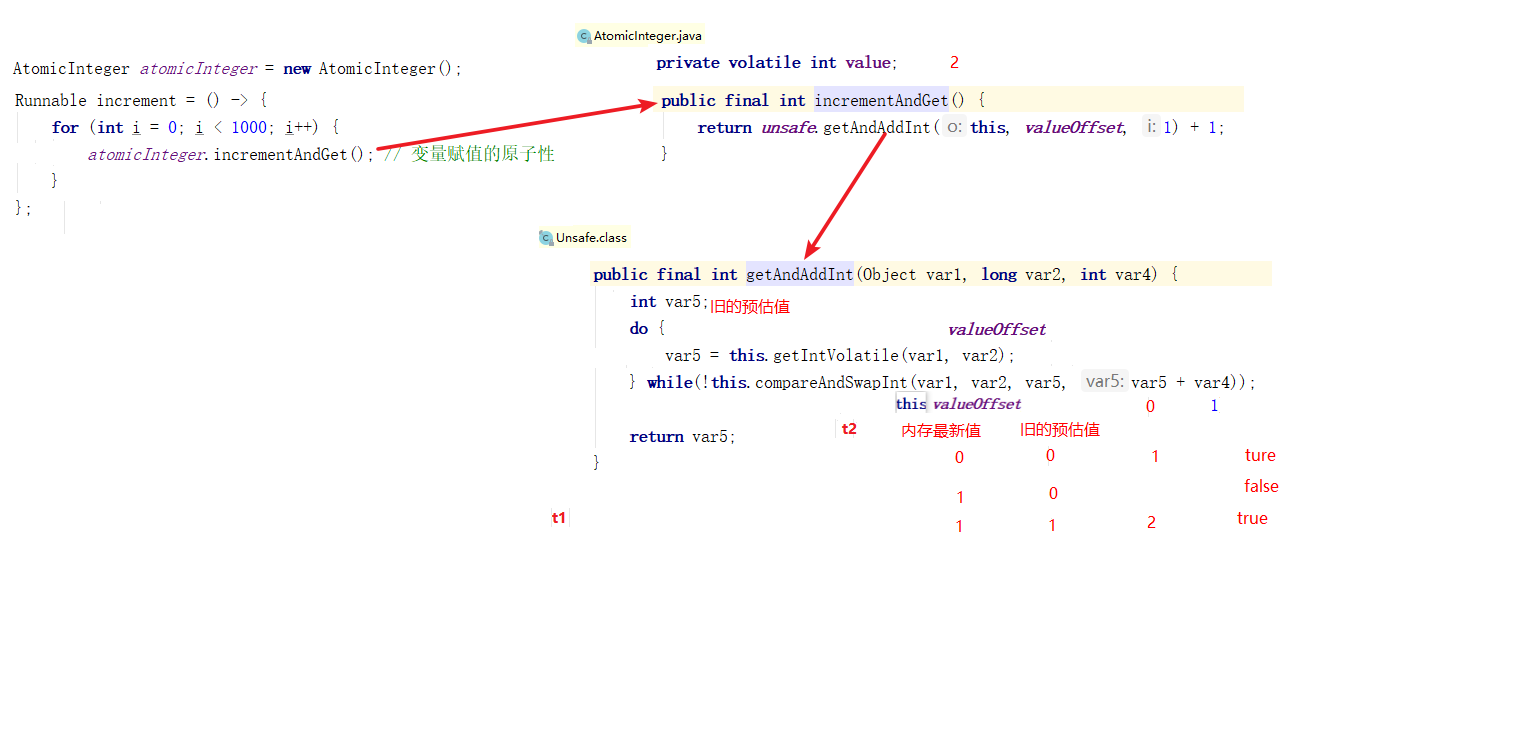 AtomicInteger atomicInteger = new AtomicInteger();
Runnable increment = () -> {
for (int i = 0; i < 1000; i++) {
atomicInteger.incrementAndGet(); // 变量赋值的原子性
}
};
AtomicInteger.java
private volatile int value; 2
public final int incrementAndGet() {
return unsafe.getAndAddInt( o: this, valueOffset, i: 1) + 1;
}
Unsafe.class
public final int getAndAddInt(Object var1, long var2, int var4) {
int var5; 旧的预估值
do { valueOffset
var5 = this.getIntVolatile(var1, var2);
} while(!this.compareAndSwapInt(var1, var2, var5, var5: var5 + var4));
this valueOffset 0 1
return var5; t2 内存最新值 旧的预估值
}
0 0 1 ture
1 0 false
t1 1 1 2 true